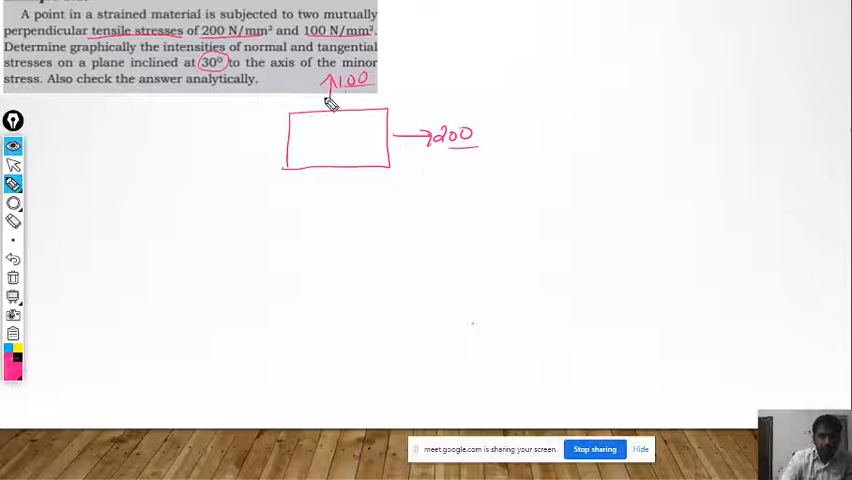 A point in a strained material is subjected to two mutually
perpendicular tensile stresses of 200 N/mm² and 100 N/mm².
Determine graphically the intensities of normal and tangential
stresses on a plane inclined at 30° to the axis of the minor
stress. Also check the answer analytically.
100
200
meet.google.com is sharing your screen.
Stop sharing
Hide